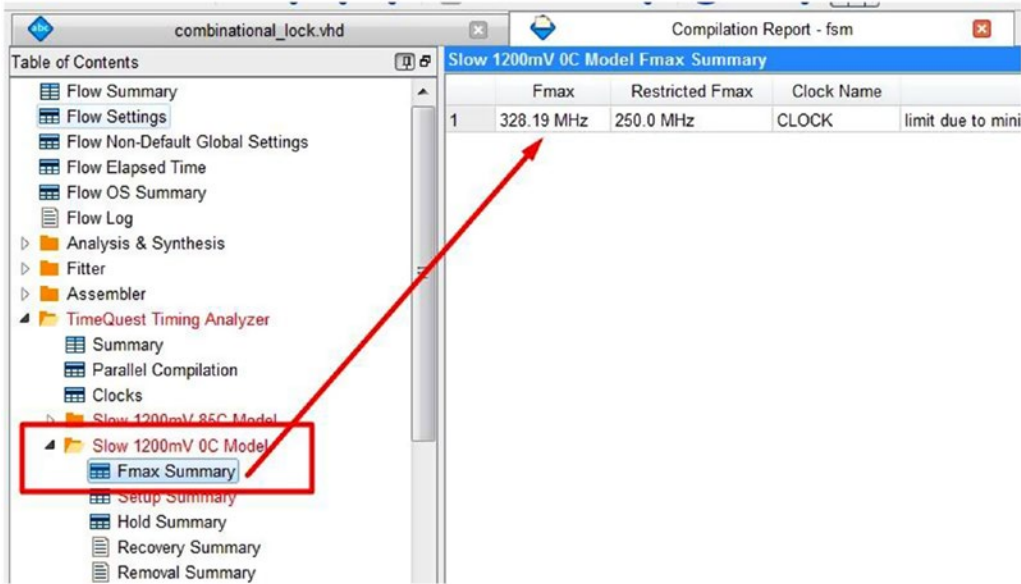 abc combinational_lock.vhd
Compilation Report - fsm
Table of Contents
Flow Summary
Flow Settings
Flow Non-Default Global Settings
Flow Elapsed Time
Flow OS Summary
Flow Log
Analysis & Synthesis
Fitter
Assembler
TimeQuest Timing Analyzer
Summary
Parallel Compilation
Clocks
Slow 1200mV 85C Model
Slow 1200mV 0C Model
Fmax Summary
Setup Summary
Hold Summary
Recovery Summary
Removal Summary
Slow 1200mV 0C Model Fmax Summary
Fmax Restricted Fmax Clock Name
1 328.19 MHz 250.0 MHz CLOCK limit due to mini